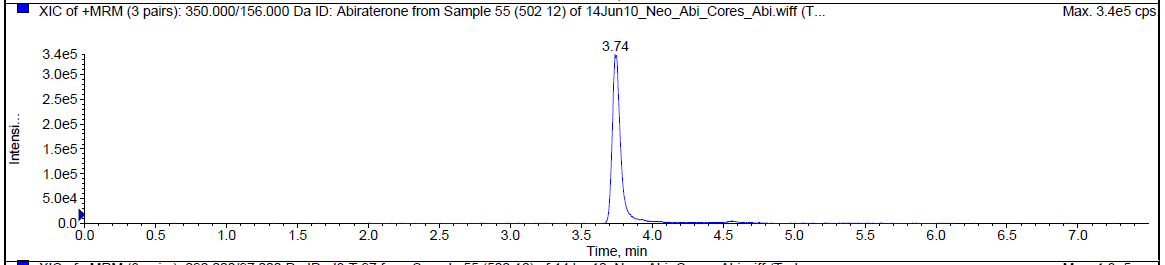 XIC of +MRM (3 pairs): 350.000/156.000 Da ID: Abiraterone from Sample 55 (502 12) of 14Jun10_Neo_Abi_Cores_Abi.wiff (T... Max. 3.4e5 cps.
3.74
3.4e5
3.0e5
2.5e5
2.0e5
1.5e5
1.0e5
5.0e4
0.0
Intensi...
0.0 0.5 1.0 1.5 2.0 2.5 3.0 3.5 4.0 4.5 5.0 5.5 6.0 6.5 7.0
Time, min